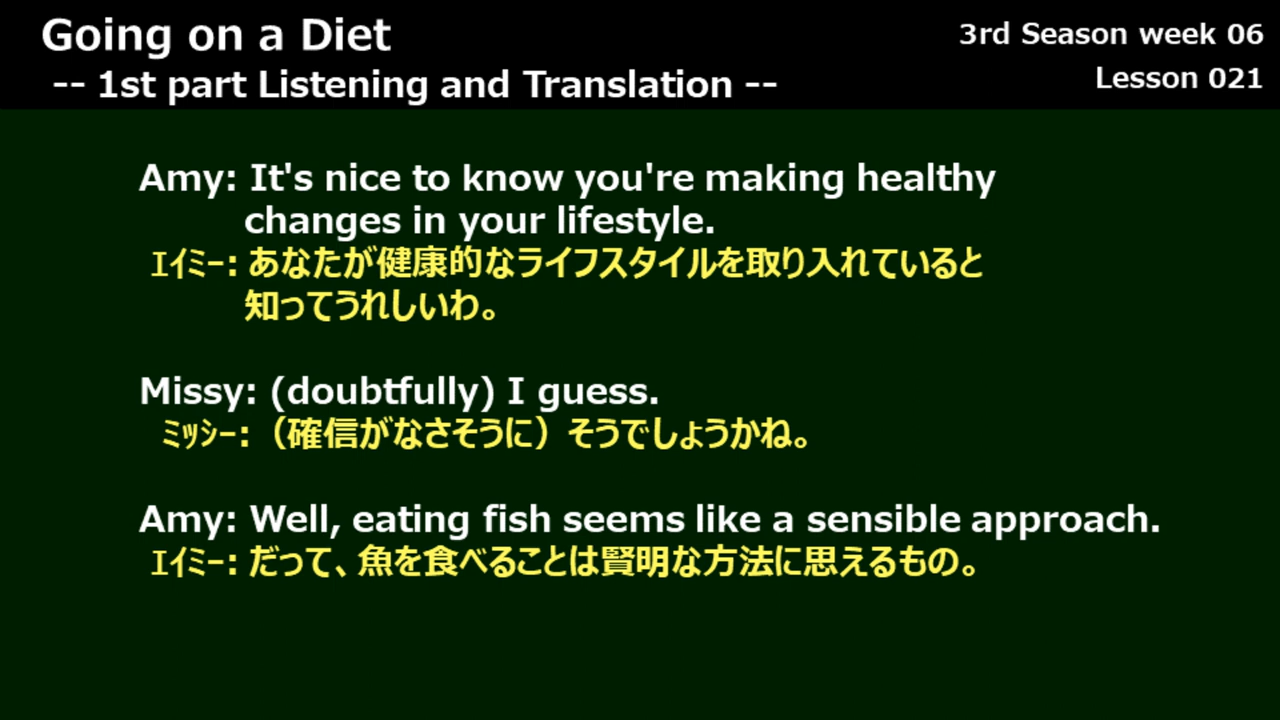 Going on a Diet
3rd Season week 06
-- 1st part Listening and Translation --
Lesson 021
Amy: It's nice to know you're making healthy
changes in your lifestyle.
ｴｲﾐｰ: あなたが健康的なライフスタイルを取り入れていると
知ってうれしいわ。
Missy: (doubtfully) I guess.
ﾐｯｼｰ:（確信がなさそうに）そうでしょうかね。
Amy: Well, eating fish seems like a sensible approach.
ｴｲﾐｰ: だって、魚を食べることは賢明な方法に思えるもの。